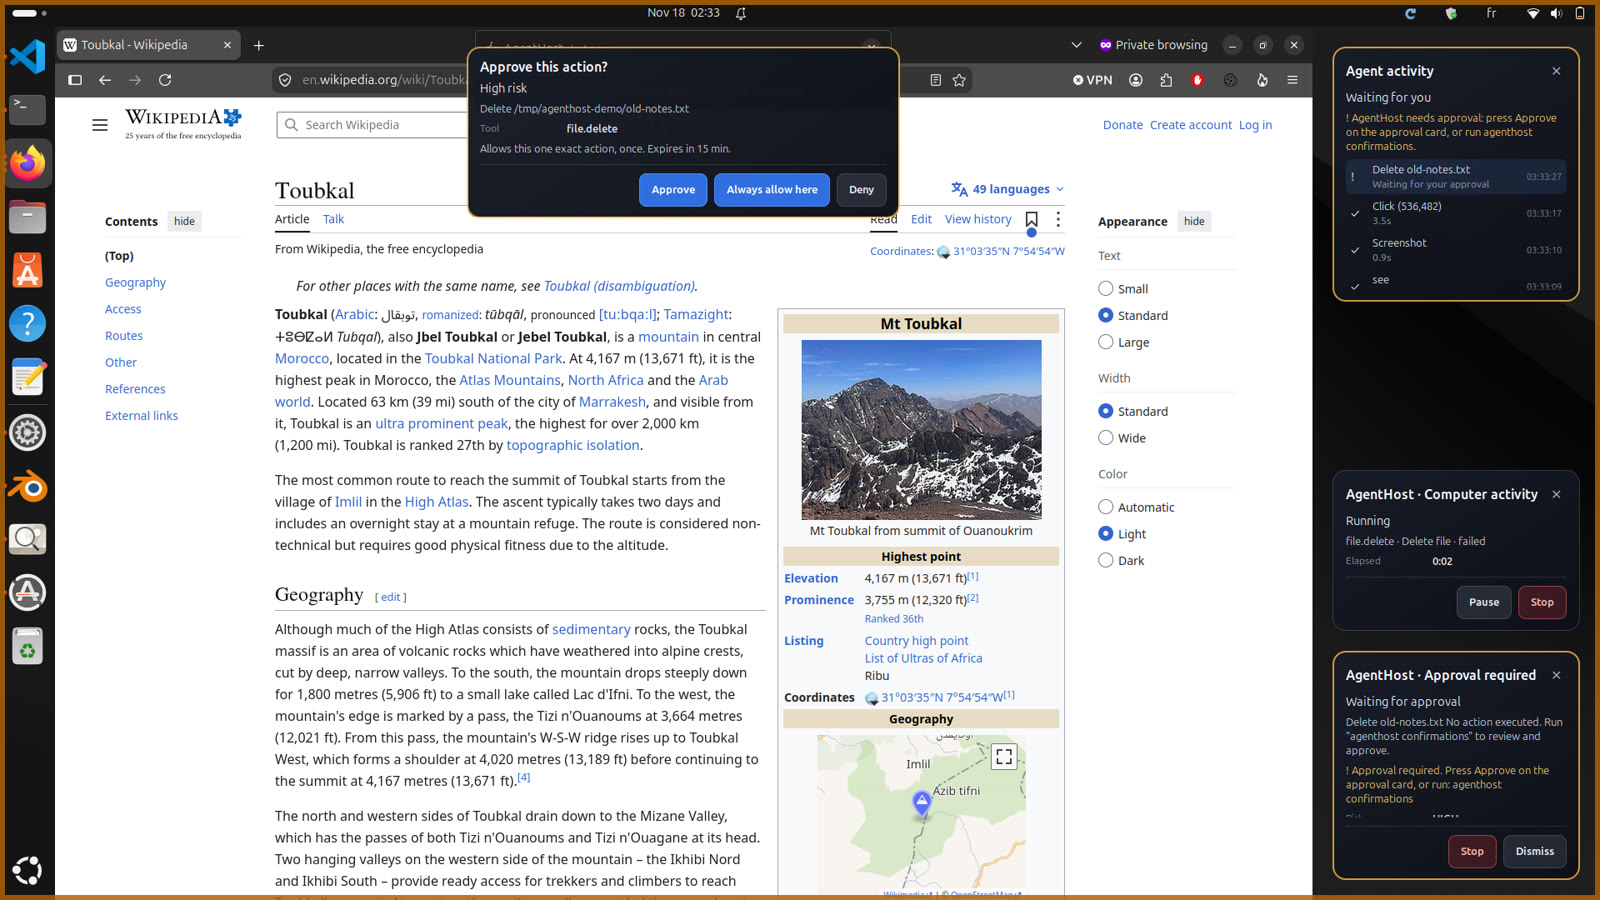 Nov 18 02:33
fr
Toubkal - Wikipedia
Private browsing
en.wikipedia.org/wiki/Toubk
VPN
Approve this action?
High risk
Delete /tmp/agenthost-demo/old-notes.txt
Tool file.delete
Allows this one exact action, once. Expires in 15 min.
Approve
Always allow here
Deny
WIKIPEDIA
25 years of the free encyclopedia
Search Wikipedia
Donate Create account Log in
Contents hide
(Top)
Geography
Access
Routes
Other
References
External links
Toubkal
49 languages
Article Talk
Read Edit View history
From Wikipedia, the free encyclopedia
Coordinates: 31°03′35″N 7°54′54″W
For other places with the same name, see Toubkal (disambiguation).
Toubkal (Arabic: توبقال, romanized: tūbqāl, pronounced [tu:bqa:l]; Tamazight:
ⵜⵓⴱⵇⴰⵍ Tubqal), also Jbel Toubkal or Jebel Toubkal, is a mountain in central
Morocco, located in the Toubkal National Park. At 4,167 m (13,671 ft), it is the
highest peak in Morocco, the Atlas Mountains, North Africa and the Arab
world. Located 63 km (39 mi) south of the city of Marrakesh, and visible from
it, Toubkal is an ultra prominent peak, the highest for over 2,000 km
(1,200 mi). Toubkal is ranked 27th by topographic isolation.
The most common route to reach the summit of Toubkal starts from the
village of Imlil in the High Atlas. The ascent typically takes two days and
includes an overnight stay at a mountain refuge. The route is considered non-
technical but requires good physical fitness due to the altitude.
Geography [ edit ]
Although much of the High Atlas consists of sedimentary rocks, the Toubkal
massif is an area of volcanic rocks which have weathered into alpine crests,
cut by deep, narrow valleys. To the south, the mountain drops steeply down
for 1,800 metres (5,906 ft) to a small lake called Lac d'Ifni. To the west, the
mountain's edge is marked by a pass, the Tizi n'Ouanoums at 3,664 metres
(12,021 ft). From this pass, the mountain's W-S-W ridge rises up to Toubkal
West, which forms a shoulder at 4,020 metres (13,189 ft) before continuing to
the summit at 4,167 metres (13,671 ft).[4]
The north and western sides of Toubkal drain down to the Mizane Valley,
which has the passes of both Tizi n'Ouanoums and Tizi n'Ouagane at its head.
Two hanging valleys on the western side of the mountain – the Ikhibi Nord
and Ikhibi South – provide ready access for trekkers and climbers to reach
Mt Toubkal
Mt Toubkal from summit of Ouanoukrim
Highest point
Elevation 4,167 m (13,671 ft)[1]
Prominence 3,755 m (12,320 ft)[2]
Ranked 36th
Listing Country high point
List of Ultras of Africa
Ribu
Coordinates 31°03′35″N 7°54′54″W[1]
Geography
Imlil
Azib tifni
Wikimedia | © OpenStreetMap
Appearance hide
Text
Small
Standard
Large
Width
Standard
Wide
Color
Automatic
Light
Dark
Agent activity
Waiting for you
! AgentHost needs approval: press Approve
on the approval card, or run agenthost
confirmations.
! Delete old-notes.txt 03:33:27
Waiting for your approval
Click (536,482) 03:33:17
3.5s
Screenshot 03:33:10
0.9s
see 03:33:09
AgentHost · Computer activity
Running
file.delete · Delete file · failed
Elapsed 0:02
Pause
Stop
AgentHost · Approval required
Waiting for approval
Delete old-notes.txt No action executed. Run
"agenthost confirmations" to review and
approve.
! Approval required. Press Approve on the
approval card, or run: agenthost
confirmations
Stop
Dismiss